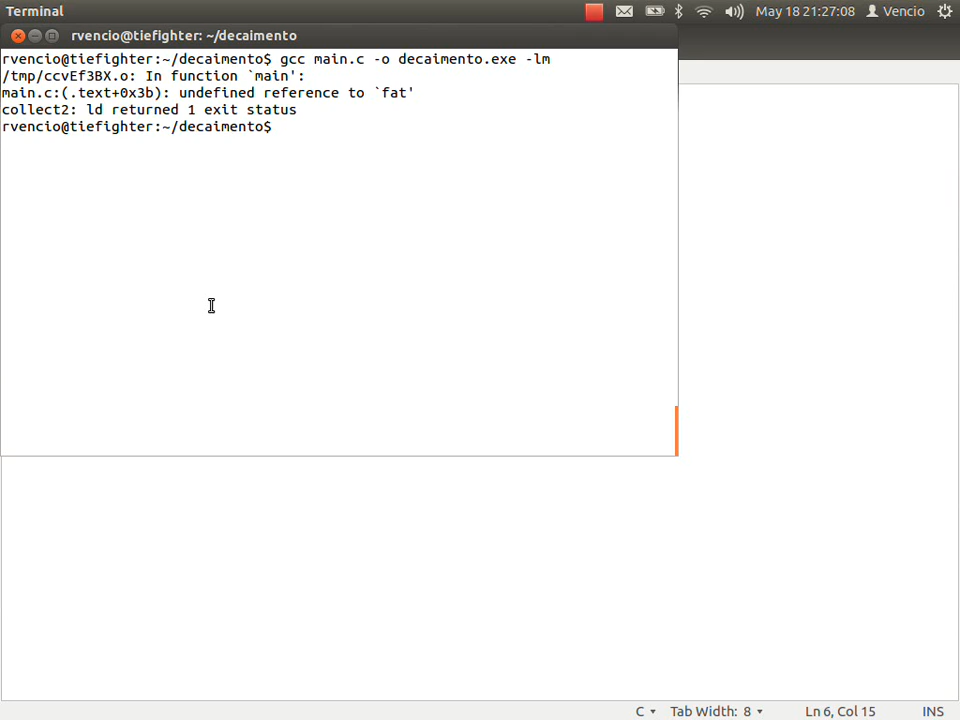 Terminal
May 18 21:27:08 Vencio
rvencio@tiefighter: ~/decaimento
rvencio@tiefighter:~/decaimento$ gcc main.c -o decaimento.exe -lm
/tmp/ccvEf3BX.o: In function `main':
main.c:(.text+0x3b): undefined reference to `fat'
collect2: ld returned 1 exit status
rvencio@tiefighter:~/decaimento$
C Tab Width: 8 Ln 6, Col 15 INS